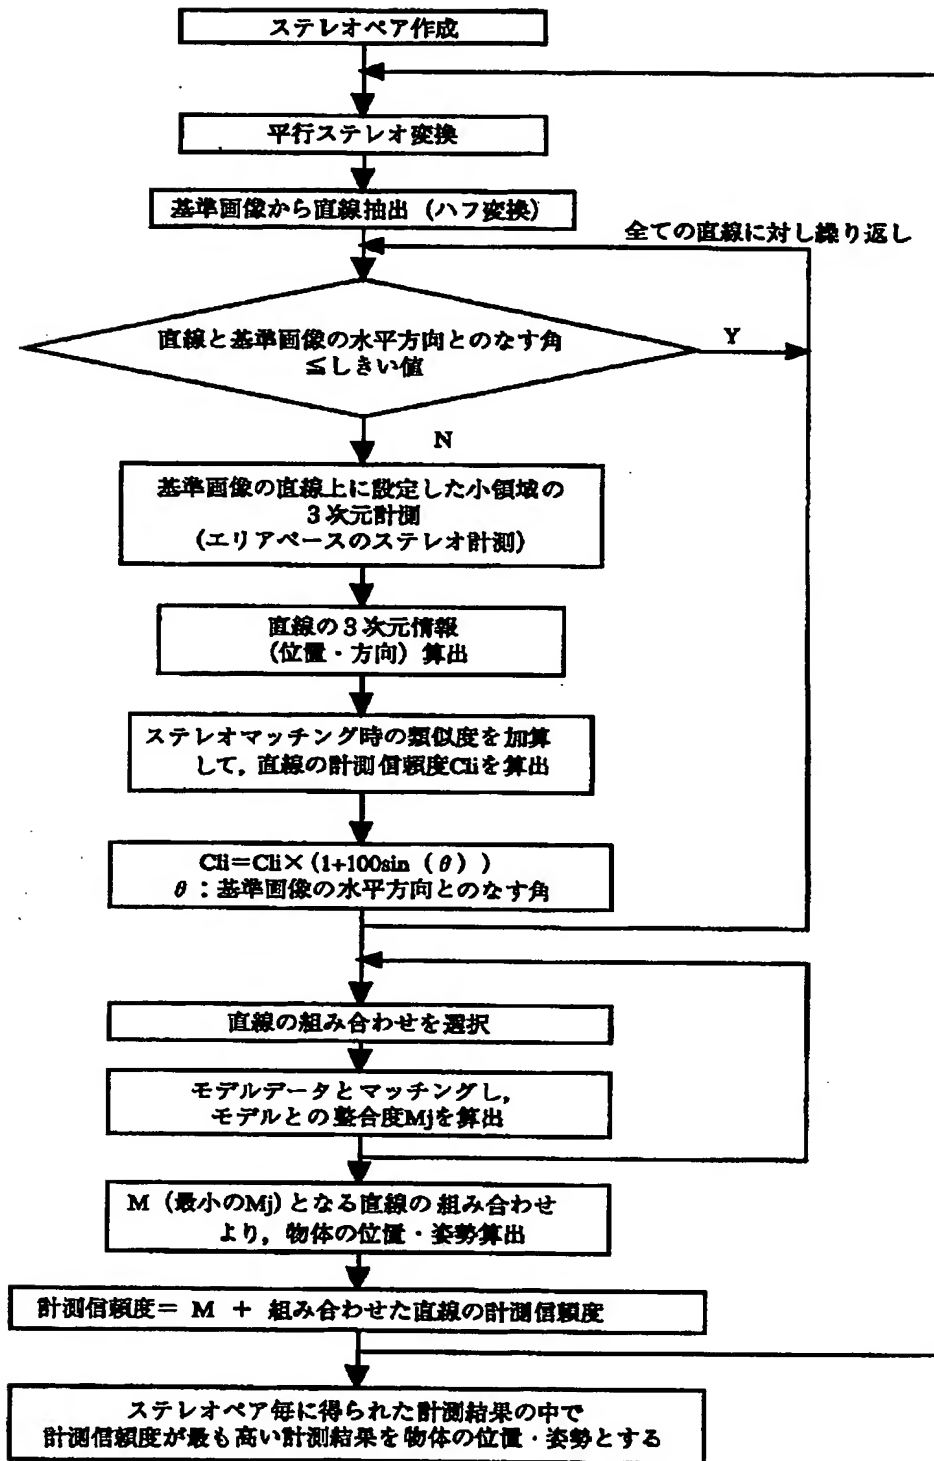 ステレオペア作成
平行ステレオ変換
基準画像から直線抽出(ハフ変換)
全ての直線に対し繰り返し
直線と基準画像の水平方向とのなす角
≦しきい値
Y
N
基準画像の直線上に設定した小領域の
3次元計測
(エリアベースのステレオ計測)
直線の3次元情報
(位置・方向)算出
ステレオマッチング時の類似度を加算
して,直線の計測信頼度Cliを算出
Cli=Cli×(1+100sin(θ))
θ:基準画像の水平方向とのなす角
直線の組み合わせを選択
モデルデータとマッチングし,
モデルとの整合度Mjを算出
M(最小のMj)となる直線の組み合わせ
より,物体の位置・姿勢算出
計測信頼度= M + 組み合わせた直線の計測信頼度
ステレオペア毎に得られた計測結果の中で
計測信頼度が最も高い計測結果を物体の位置・姿勢とする